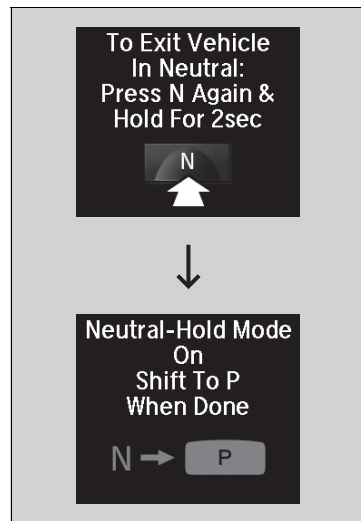 To Exit Vehicle
In Neutral:
Press N Again &
Hold For 2sec
N
Neutral-Hold Mode
On
Shift To P
When Done
N
P